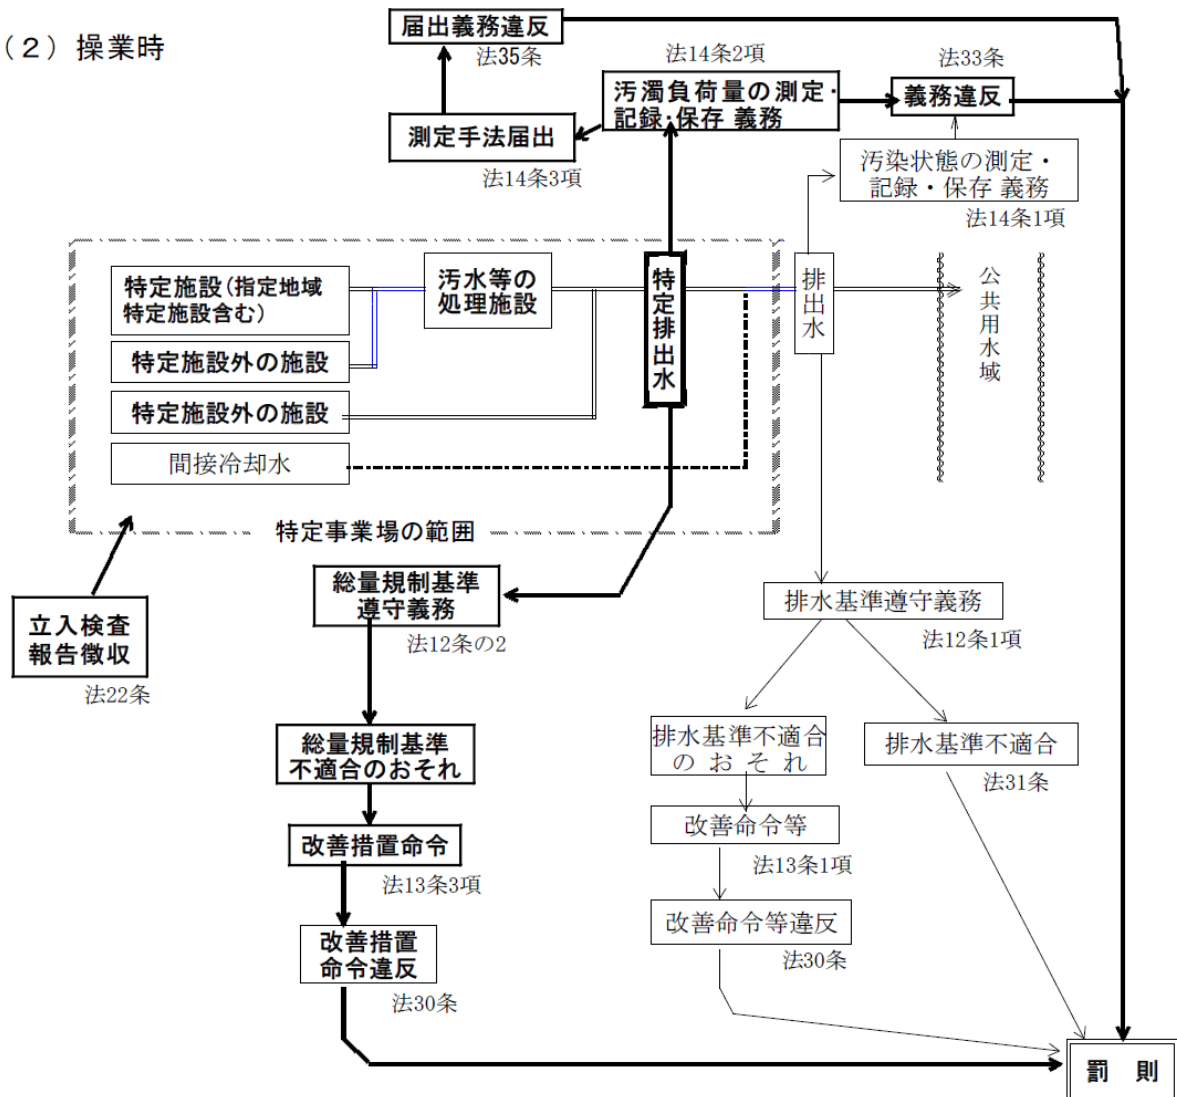 (2)操業時
届出義務違反
法35条
法14条2項
汚濁負荷量の測定・
記録・保存 義務
法33条
義務違反
測定手法届出
法14条3項
汚染状態の測定・
記録・保存 義務
法14条1項
特定施設(指定地域
特定施設含む)
汚水等の
処理施設
特定排出水
排出水
公共用水域
特定施設外の施設
特定施設外の施設
間接冷却水
特定事業場の範囲
立入検査
報告徴収
法22条
総量規制基準
遵守義務
法12条の2
排水基準遵守義務
法12条1項
総量規制基準
不適合のおそれ
排水基準不適合
のおそれ
排水基準不適合
法31条
改善措置命令
法13条3項
改善命令等
法13条1項
改善措置
命令違反
法30条
改善命令等違反
法30条
罰 則